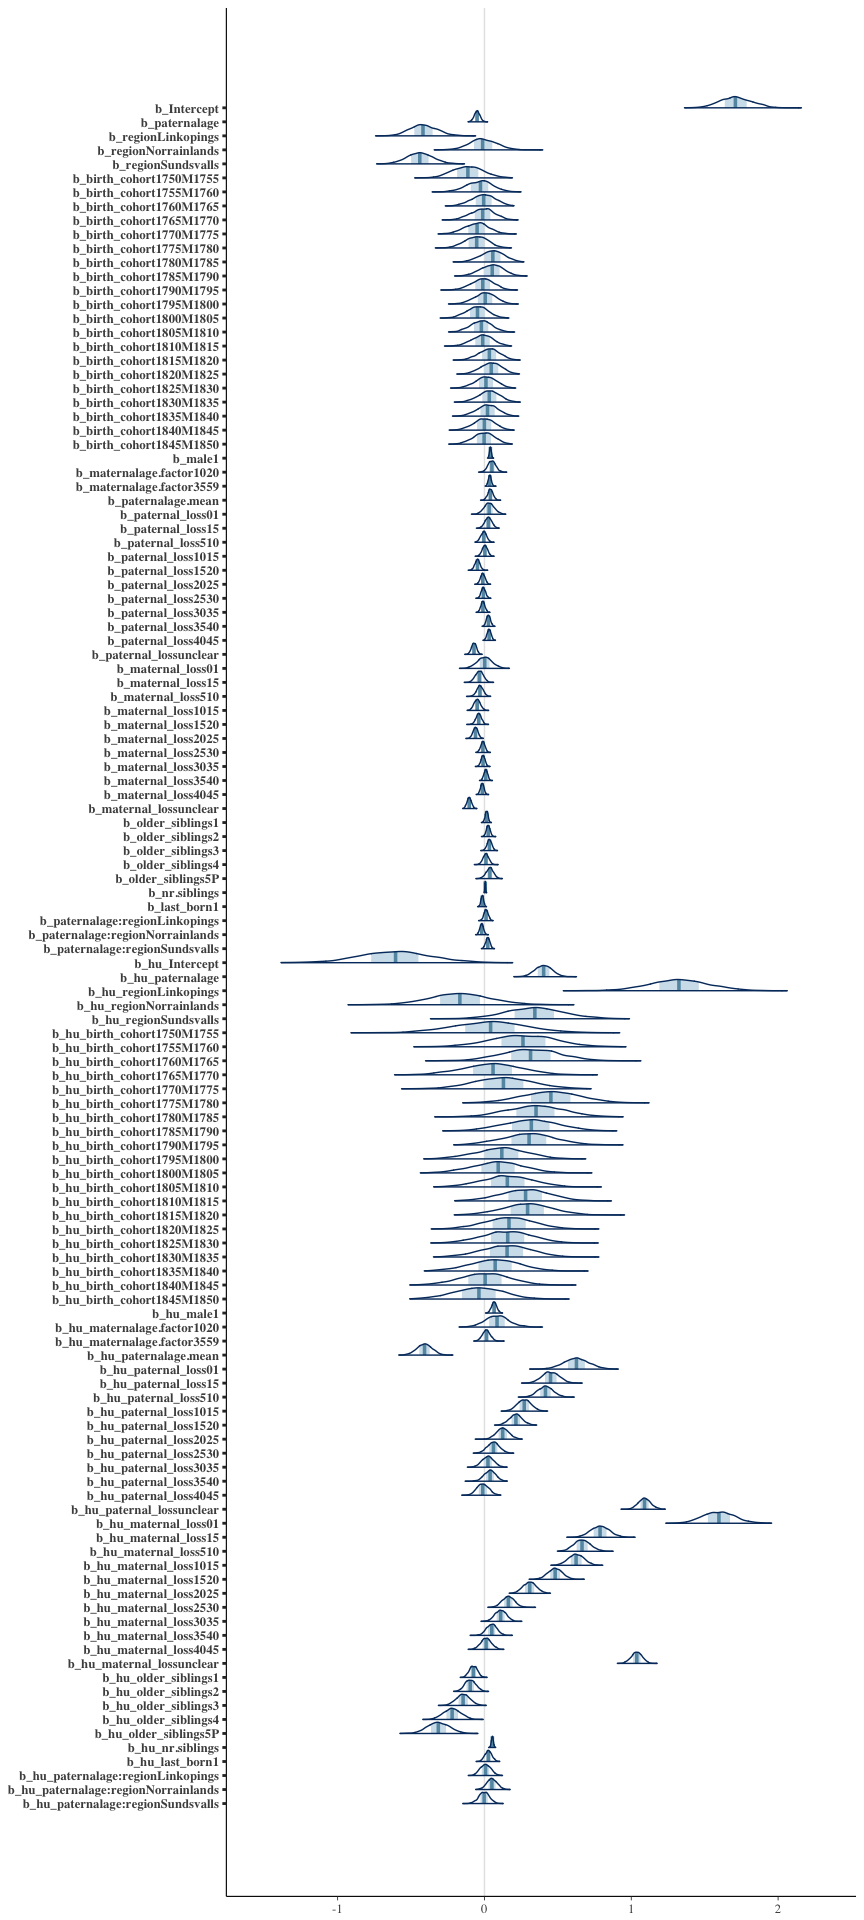 b_Intercept
b_paternalage
b_regionLinkopings
b_regionNorrainlands
b_regionSundsvalls
b_birth_cohort1750M1755
b_birth_cohort1755M1760
b_birth_cohort1760M1765
b_birth_cohort1765M1770
b_birth_cohort1770M1775
b_birth_cohort1775M1780
b_birth_cohort1780M1785
b_birth_cohort1785M1790
b_birth_cohort1790M1795
b_birth_cohort1795M1800
b_birth_cohort1800M1805
b_birth_cohort1805M1810
b_birth_cohort1810M1815
b_birth_cohort1815M1820
b_birth_cohort1820M1825
b_birth_cohort1825M1830
b_birth_cohort1830M1835
b_birth_cohort1835M1840
b_birth_cohort1840M1845
b_birth_cohort1845M1850
b_male1
b_maternalage.factor1020
b_maternalage.factor3559
b_paternalage.mean
b_paternal_loss01
b_paternal_loss15
b_paternal_loss510
b_paternal_loss1015
b_paternal_loss1520
b_paternal_loss2025
b_paternal_loss2530
b_paternal_loss3035
b_paternal_loss3540
b_paternal_loss4045
b_paternal_lossunclear
b_maternal_loss01
b_maternal_loss15
b_maternal_loss510
b_maternal_loss1015
b_maternal_loss1520
b_maternal_loss2025
b_maternal_loss2530
b_maternal_loss3035
b_maternal_loss3540
b_maternal_loss4045
b_maternal_lossunclear
b_older_siblings1
b_older_siblings2
b_older_siblings3
b_older_siblings4
b_older_siblings5P
b_nr.siblings
b_last_born1
b_paternalage:regionLinkopings
b_paternalage:regionNorrainlands
b_paternalage:regionSundsvalls
b_hu_Intercept
b_hu_paternalage
b_hu_regionLinkopings
b_hu_regionNorrainlands
b_hu_regionSundsvalls
b_hu_birth_cohort1750M1755
b_hu_birth_cohort1755M1760
b_hu_birth_cohort1760M1765
b_hu_birth_cohort1765M1770
b_hu_birth_cohort1770M1775
b_hu_birth_cohort1775M1780
b_hu_birth_cohort1780M1785
b_hu_birth_cohort1785M1790
b_hu_birth_cohort1790M1795
b_hu_birth_cohort1795M1800
b_hu_birth_cohort1800M1805
b_hu_birth_cohort1805M1810
b_hu_birth_cohort1810M1815
b_hu_birth_cohort1815M1820
b_hu_birth_cohort1820M1825
b_hu_birth_cohort1825M1830
b_hu_birth_cohort1830M1835
b_hu_birth_cohort1835M1840
b_hu_birth_cohort1840M1845
b_hu_birth_cohort1845M1850
b_hu_male1
b_hu_maternalage.factor1020
b_hu_maternalage.factor3559
b_hu_paternalage.mean
b_hu_paternal_loss01
b_hu_paternal_loss15
b_hu_paternal_loss510
b_hu_paternal_loss1015
b_hu_paternal_loss1520
b_hu_paternal_loss2025
b_hu_paternal_loss2530
b_hu_paternal_loss3035
b_hu_paternal_loss3540
b_hu_paternal_loss4045
b_hu_paternal_lossunclear
b_hu_maternal_loss01
b_hu_maternal_loss15
b_hu_maternal_loss510
b_hu_maternal_loss1015
b_hu_maternal_loss1520
b_hu_maternal_loss2025
b_hu_maternal_loss2530
b_hu_maternal_loss3035
b_hu_maternal_loss3540
b_hu_maternal_loss4045
b_hu_maternal_lossunclear
b_hu_older_siblings1
b_hu_older_siblings2
b_hu_older_siblings3
b_hu_older_siblings4
b_hu_older_siblings5P
b_hu_nr.siblings
b_hu_last_born1
b_hu_paternalage:regionLinkopings
b_hu_paternalage:regionNorrainlands
b_hu_paternalage:regionSundsvalls
-1 0 1 2